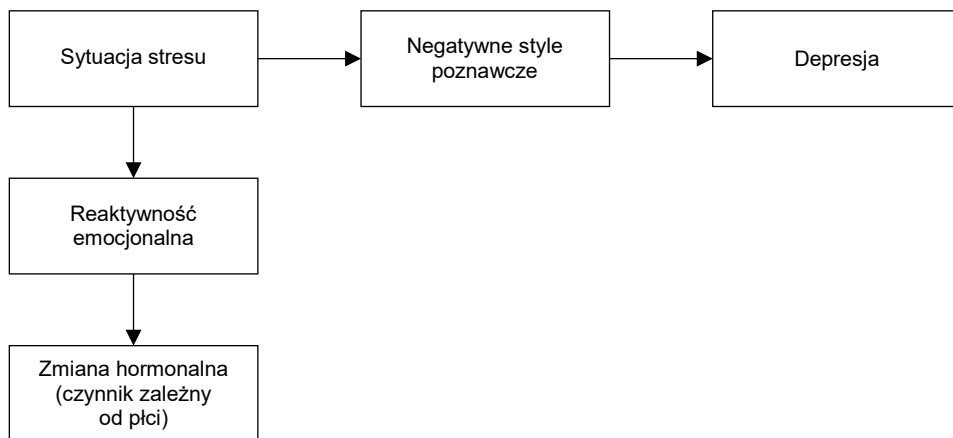 Sytuacja stresu
Negatywne style
poznawcze
Depresja
Reaktywność
emocjonalna
Zmiana hormonalna
(czynnik zależny
od płci)